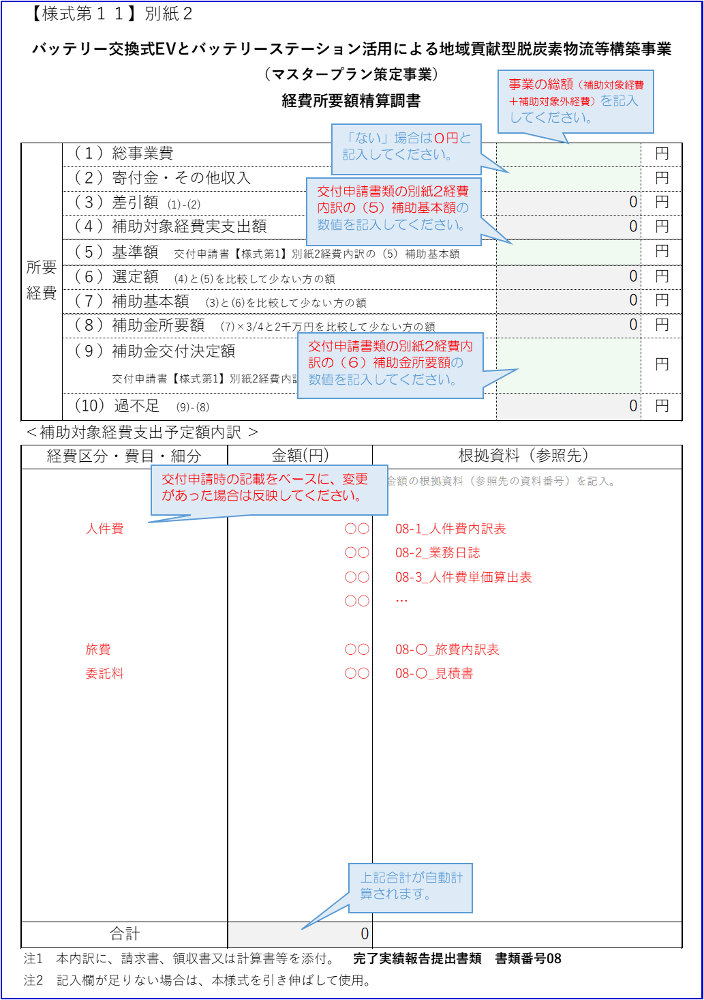 【様式第１１】別紙２
バッテリー交換式EVとバッテリーステーション活用による地域貢献型脱炭素物流等構築事業
（マスタープラン策定事業）
経費所要額精算調書
事業の総額（補助対象経費
＋補助対象外経費）を記入
してください。
「ない」場合は０円と
記入してください。
所要
経費
（１）総事業費 円
（２）寄付金・その他収入 円
交付申請書類の別紙2経費
内訳の（５）補助基本額の
数値を記入してください。
（３）差引額 (1)-(2) 0 円
（４）補助対象経費実支出額 0 円
（５）基準額 交付申請書【様式第1】別紙2経費内訳の（5）補助基本額 円
（６）選定額 (4)と(5)を比較して少ない方の額 0 円
（７）補助基本額 (3)と(6)を比較して少ない方の額 0 円
（８）補助金所要額 (7)×3/4と2千万円を比較して少ない方の額 0 円
（９）補助金交付決定額 円
交付申請書【様式第1】別紙2経費内訳
交付申請書類の別紙2経費内
訳の（６）補助金所要額の
数値を記入してください。
（10）過不足 (9)-(8) 0 円
＜補助対象経費支出予定額内訳 ＞
経費区分・費目・細分 金額(円) 根拠資料（参照先）
交付申請時の記載をベースに、変更
があった場合は反映してください。
金額の根拠資料（参照先の資料番号）を記入。
人件費 〇〇 08-1_人件費内訳表
〇〇 08-2_業務日誌
〇〇 08-3_人件費単価算出表
〇〇 …
旅費 〇〇 08-〇_旅費内訳表
委託料 〇〇 08-〇_見積書
上記合計が自動計
算されます。
合計 0
注1 本内訳に、請求書、領収書又は計算書等を添付。 完了実績報告提出書類 書類番号08
注2 記入欄が足りない場合は、本様式を引き伸ばして使用。